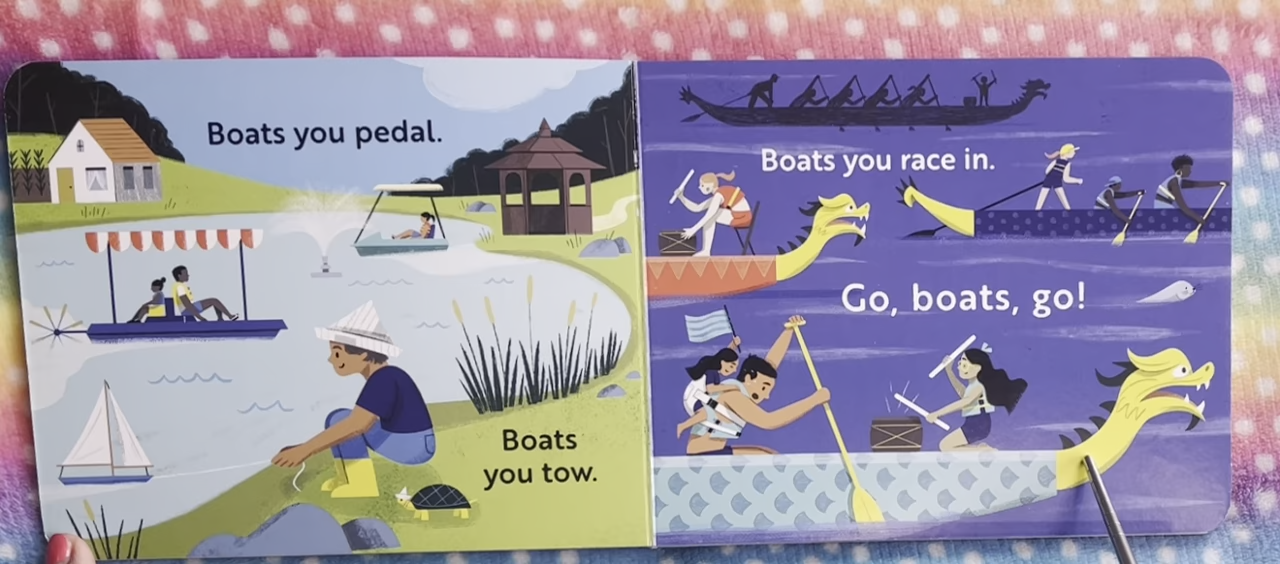 Boats you pedal.
Boats
you tow.
Boats you race in.
Go, boats, go!